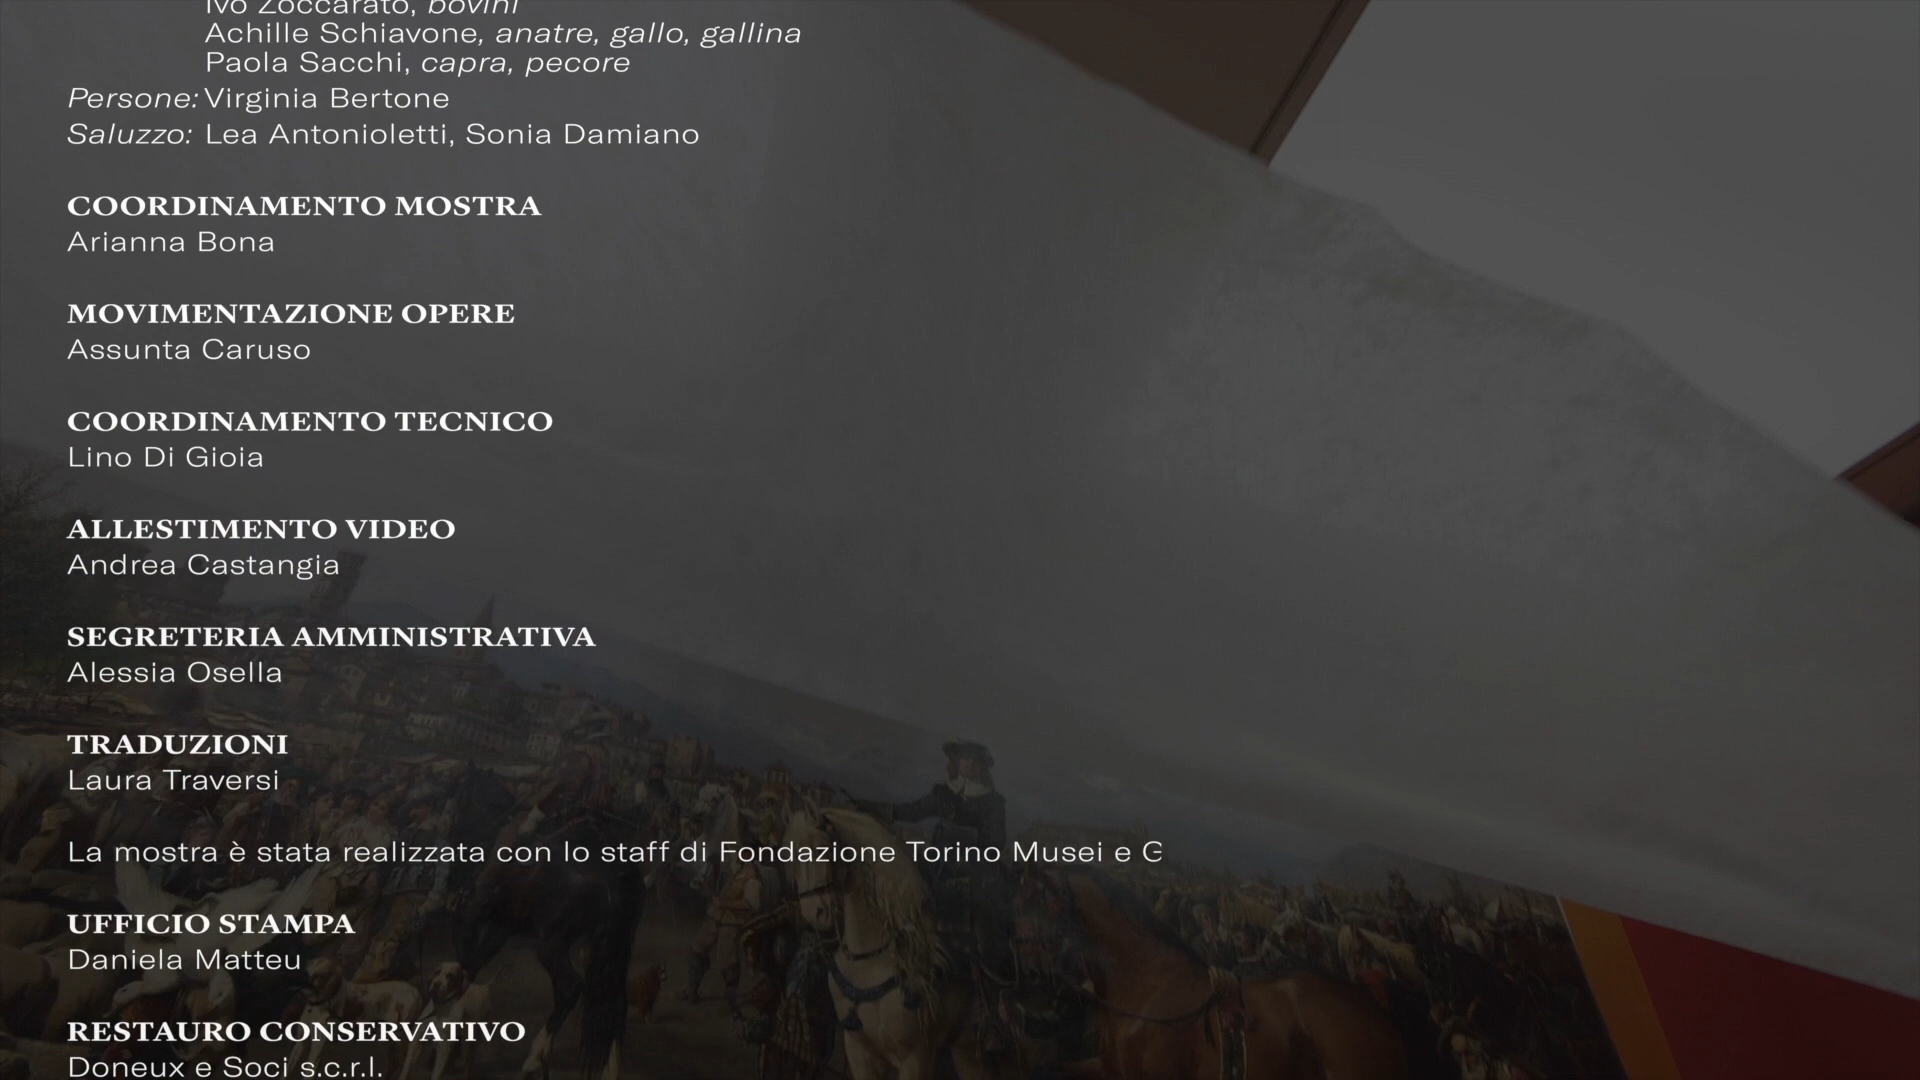 Ivo Zoccarato, bovini
Achille Schiavone, anatre, gallo, gallina
Paola Sacchi, capra, pecore
Persone: Virginia Bertone
Saluzzo: Lea Antonioletti, Sonia Damiano
COORDINAMENTO MOSTRA
Arianna Bona
MOVIMENTAZIONE OPERE
Assunta Caruso
COORDINAMENTO TECNICO
Lino Di Gioia
ALLESTIMENTO VIDEO
Andrea Castangia
SEGRETERIA AMMINISTRATIVA
Alessia Osella
TRADUZIONI
Laura Traversi
La mostra è stata realizzata con lo staff di Fondazione Torino Musei e G
UFFICIO STAMPA
Daniela Matteu
RESTAURO CONSERVATIVO
Doneux e Soci s.c.r.l.